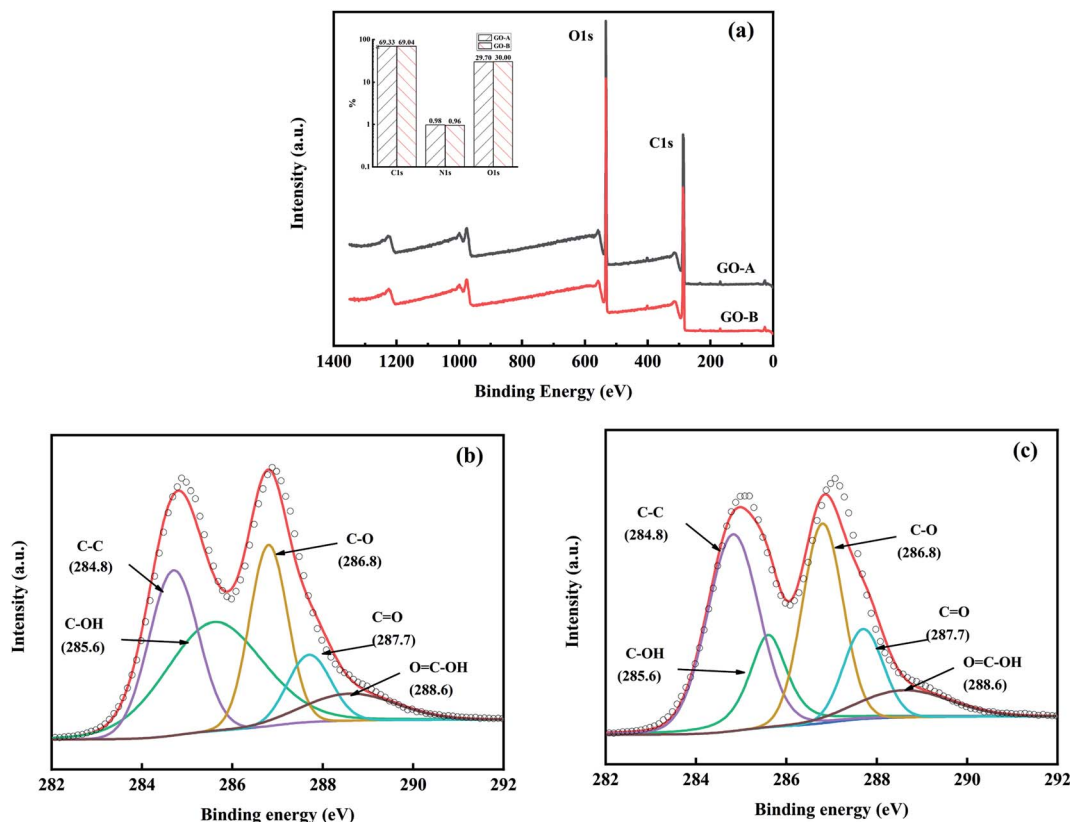 (a)
O1s
C1s
GO-A
GO-B
100
10
1
0.1
%
69.33 69.04
0.98 0.96
29.70 30.00
GO-A
GO-B
C1s N1s O1s
Intensity (a.u.)
GO-A
GO-B
1400 1200 1000 800 600 400 200 0
Binding Energy (eV)
(b)
C-C
(284.8)
C-OH
(285.6)
C-O
(286.8)
C=O
(287.7)
O=C-OH
(288.6)
Intensity (a.u.)
282 284 286 288 290 292
Binding energy (eV)
(c)
C-C
(284.8)
C-OH
(285.6)
C-O
(286.8)
C=O
(287.7)
O=C-OH
(288.6)
Intensity (a.u.)
282 284 286 288 290 292
Binding energy (eV)